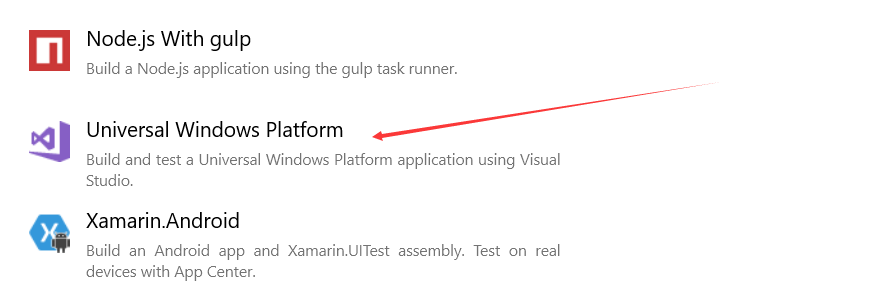 Node.js With gulp
Build a Node.js application using the gulp task runner.
Universal Windows Platform
Build and test a Universal Windows Platform application using Visual
Studio.
Xamarin.Android
Build an Android app and Xamarin.UITest assembly. Test on real
devices with App Center.